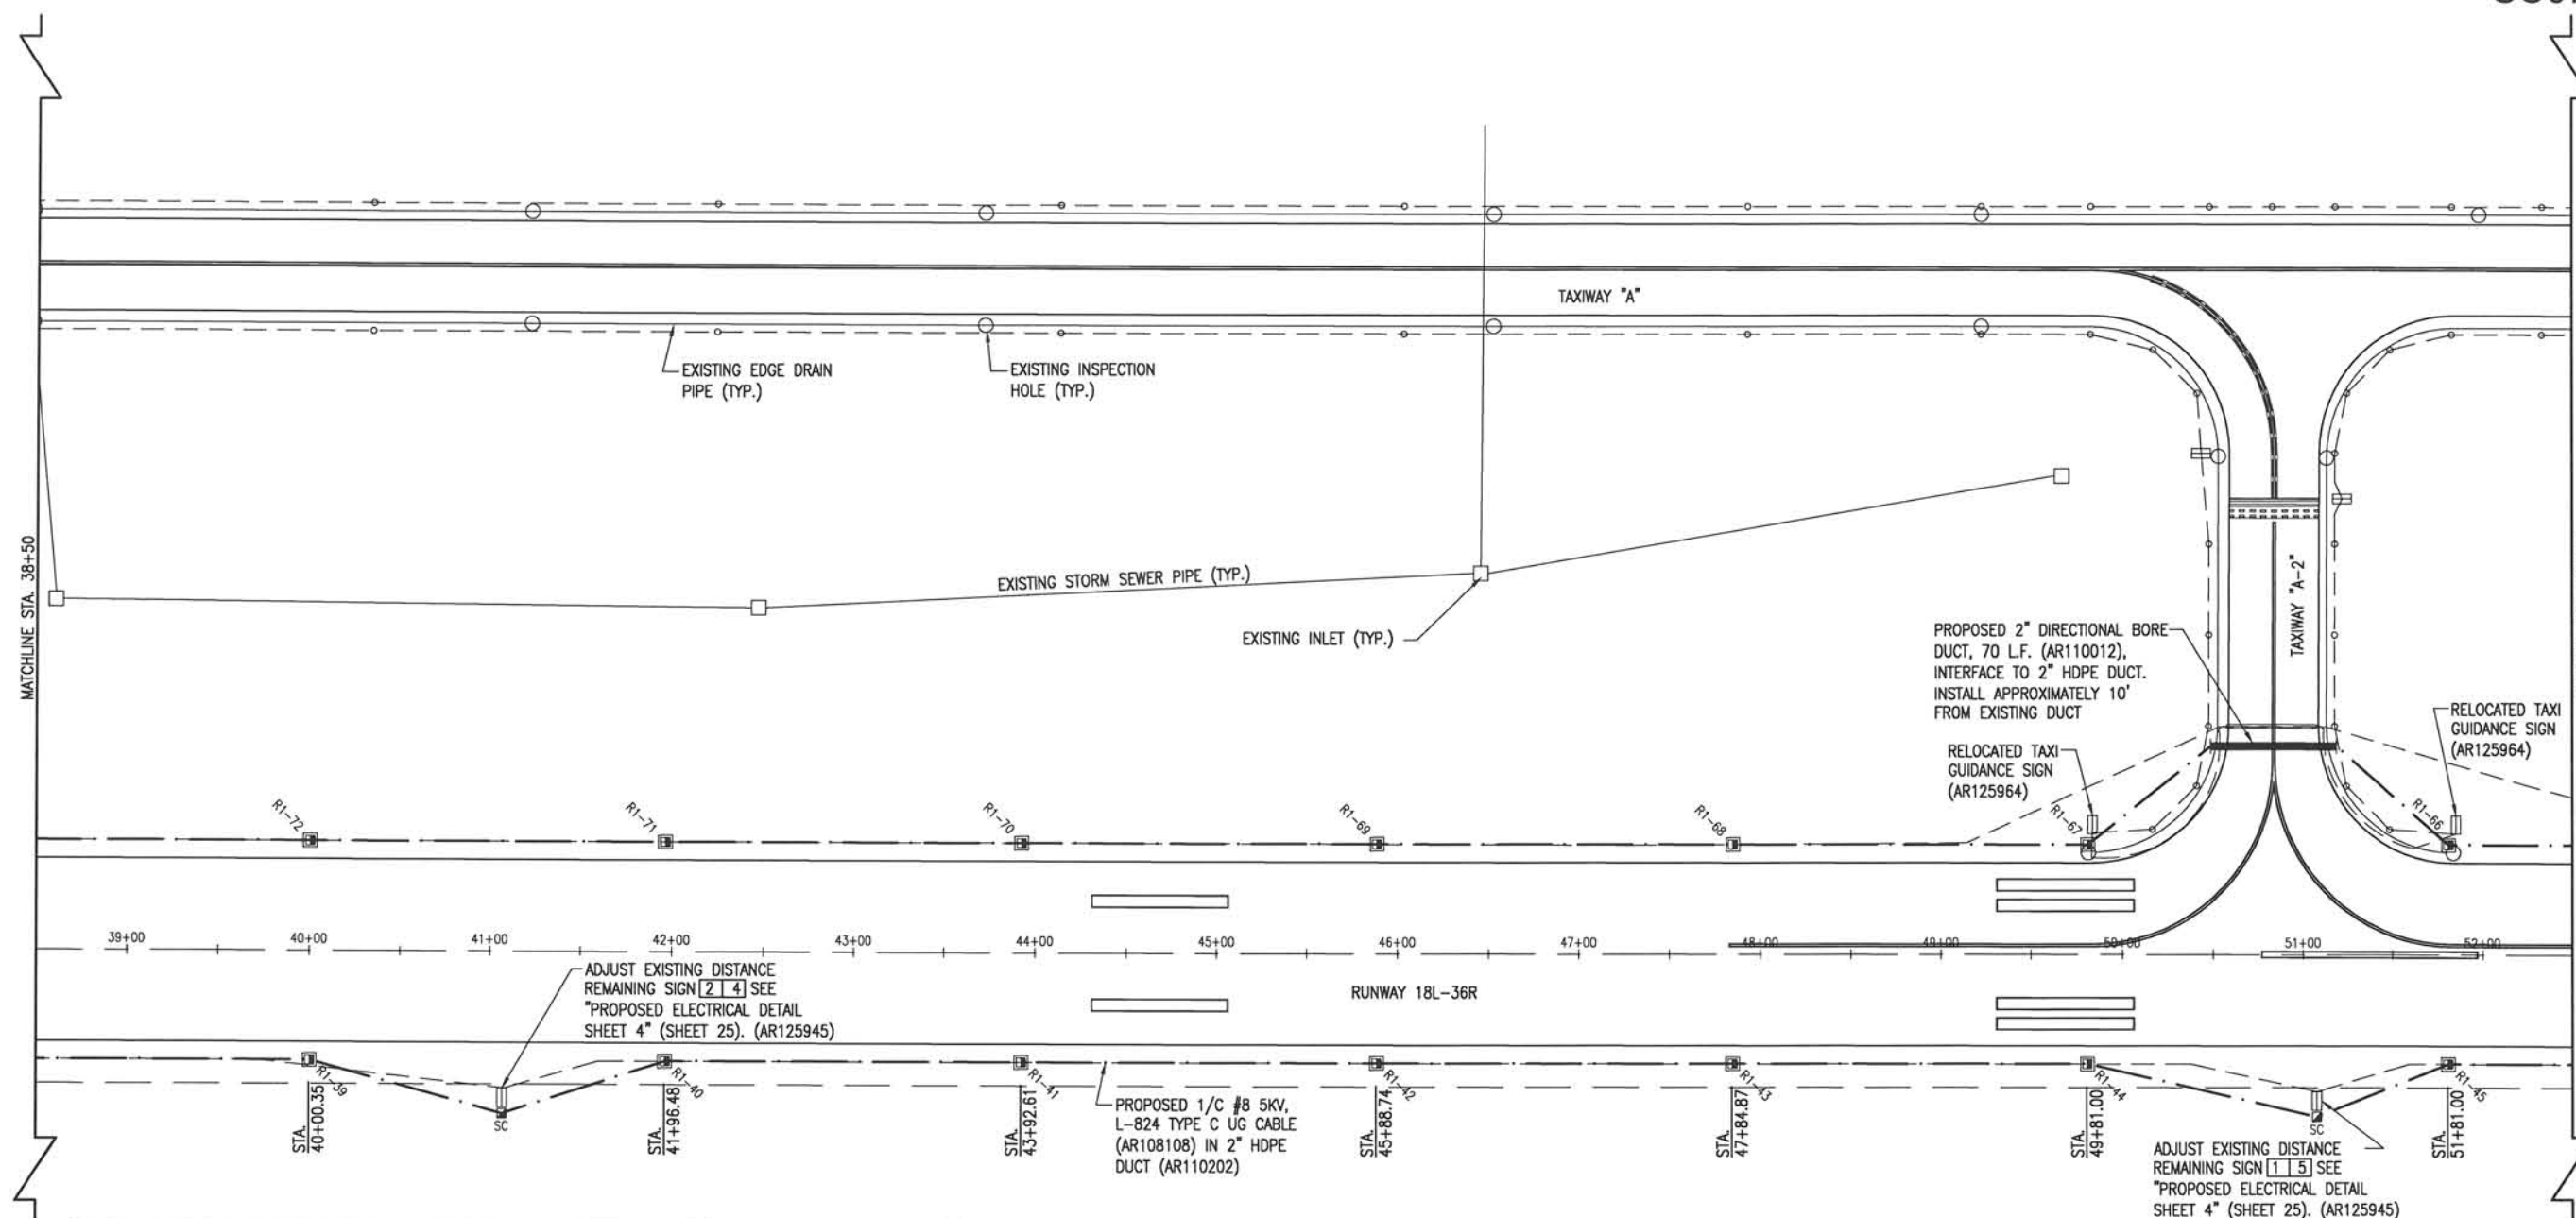 TAXIWAY "A"
EXISTING EDGE DRAIN
PIPE (TYP.)
EXISTING INSPECTION
HOLE (TYP.)
MATCHLINE STA. 38+50
EXISTING STORM SEWER PIPE (TYP.)
EXISTING INLET (TYP.)
TAXIWAY "A-2"
PROPOSED 2" DIRECTIONAL BORE
DUCT, 70 L.F. (AR110012),
INTERFACE TO 2" HDPE DUCT.
INSTALL APPROXIMATELY 10'
FROM EXISTING DUCT
RELOCATED TAXI
GUIDANCE SIGN
(AR125964)
RELOCATED TAXI
GUIDANCE SIGN
(AR125964)
R1-72
R1-71
R1-70
R1-69
R1-68
R1-67
R1-66
39+00
40+00
41+00
42+00
43+00
44+00
45+00
46+00
47+00
48+00
49+00
50+00
51+00
52+00
RUNWAY 18L-36R
ADJUST EXISTING DISTANCE
REMAINING SIGN 2 4 SEE
"PROPOSED ELECTRICAL DETAIL
SHEET 4" (SHEET 25). (AR125945)
R1-39
R1-40
R1-41
R1-42
R1-43
R1-44
R1-45
SC
SC
STA.
40+00.35
STA.
41+96.48
STA.
43+92.61
STA.
45+88.74
STA.
47+84.87
STA.
49+81.00
STA.
51+81.00
PROPOSED 1/C #8 5KV,
L-824 TYPE C UG CABLE
(AR108108) IN 2" HDPE
DUCT (AR110202)
ADJUST EXISTING DISTANCE
REMAINING SIGN 1 5 SEE
"PROPOSED ELECTRICAL DETAIL
SHEET 4" (SHEET 25). (AR125945)